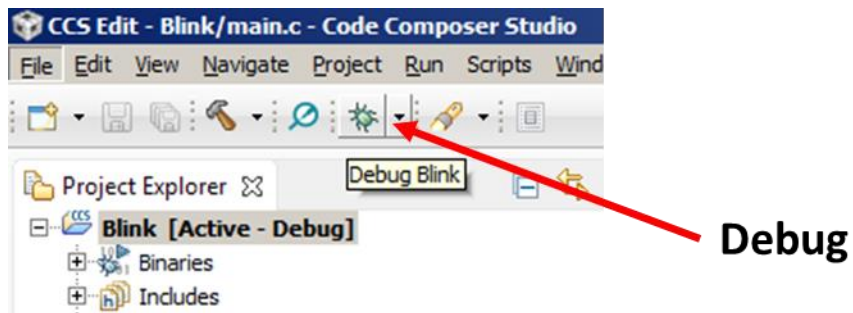 CCS Edit - Blink/main.c - Code Composer Studio
File Edit View Navigate Project Run Scripts Wind
Debug Blink
Project Explorer
CCS
Blink [Active - Debug]
Debug
Binaries
Includes